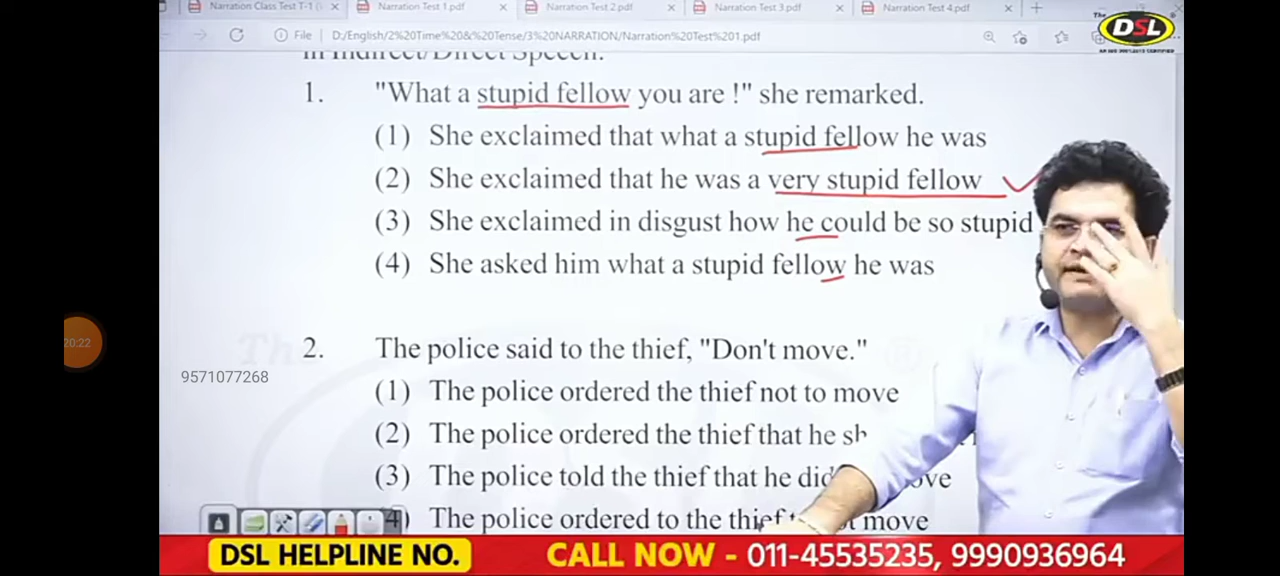 Narration Class Test T-1 (
Narration Test 1.pdf
Narration Test 2.pdf
Narration Test 3.pdf
Narration Test 4.pdf
File
D:/English/2%20Time%20&%20Tense/3%20NARRATION/Narration%20Test%201.pdf
The
DSL
in Indirect/Direct Speech.
1. "What a stupid fellow you are !" she remarked.
(1) She exclaimed that what a stupid fellow he was
(2) She exclaimed that he was a very stupid fellow
(3) She exclaimed in disgust how he could be so stupid
(4) She asked him what a stupid fellow he was
20:22
2. The police said to the thief, "Don't move."
9571077268
(1) The police ordered the thief not to move
(2) The police ordered the thief that he
(3) The police told the thief that he
4) The police ordered to the thief move
DSL HELPLINE NO.
CALL NOW - 011-45535235, 9990936964